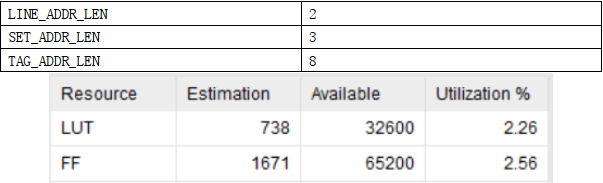 LINE_ADDR_LEN 2
SET_ADDR_LEN 3
TAG_ADDR_LEN 8
Resource Estimation Available Utilization %
LUT 738 32600 2.26
FF 1671 65200 2.56